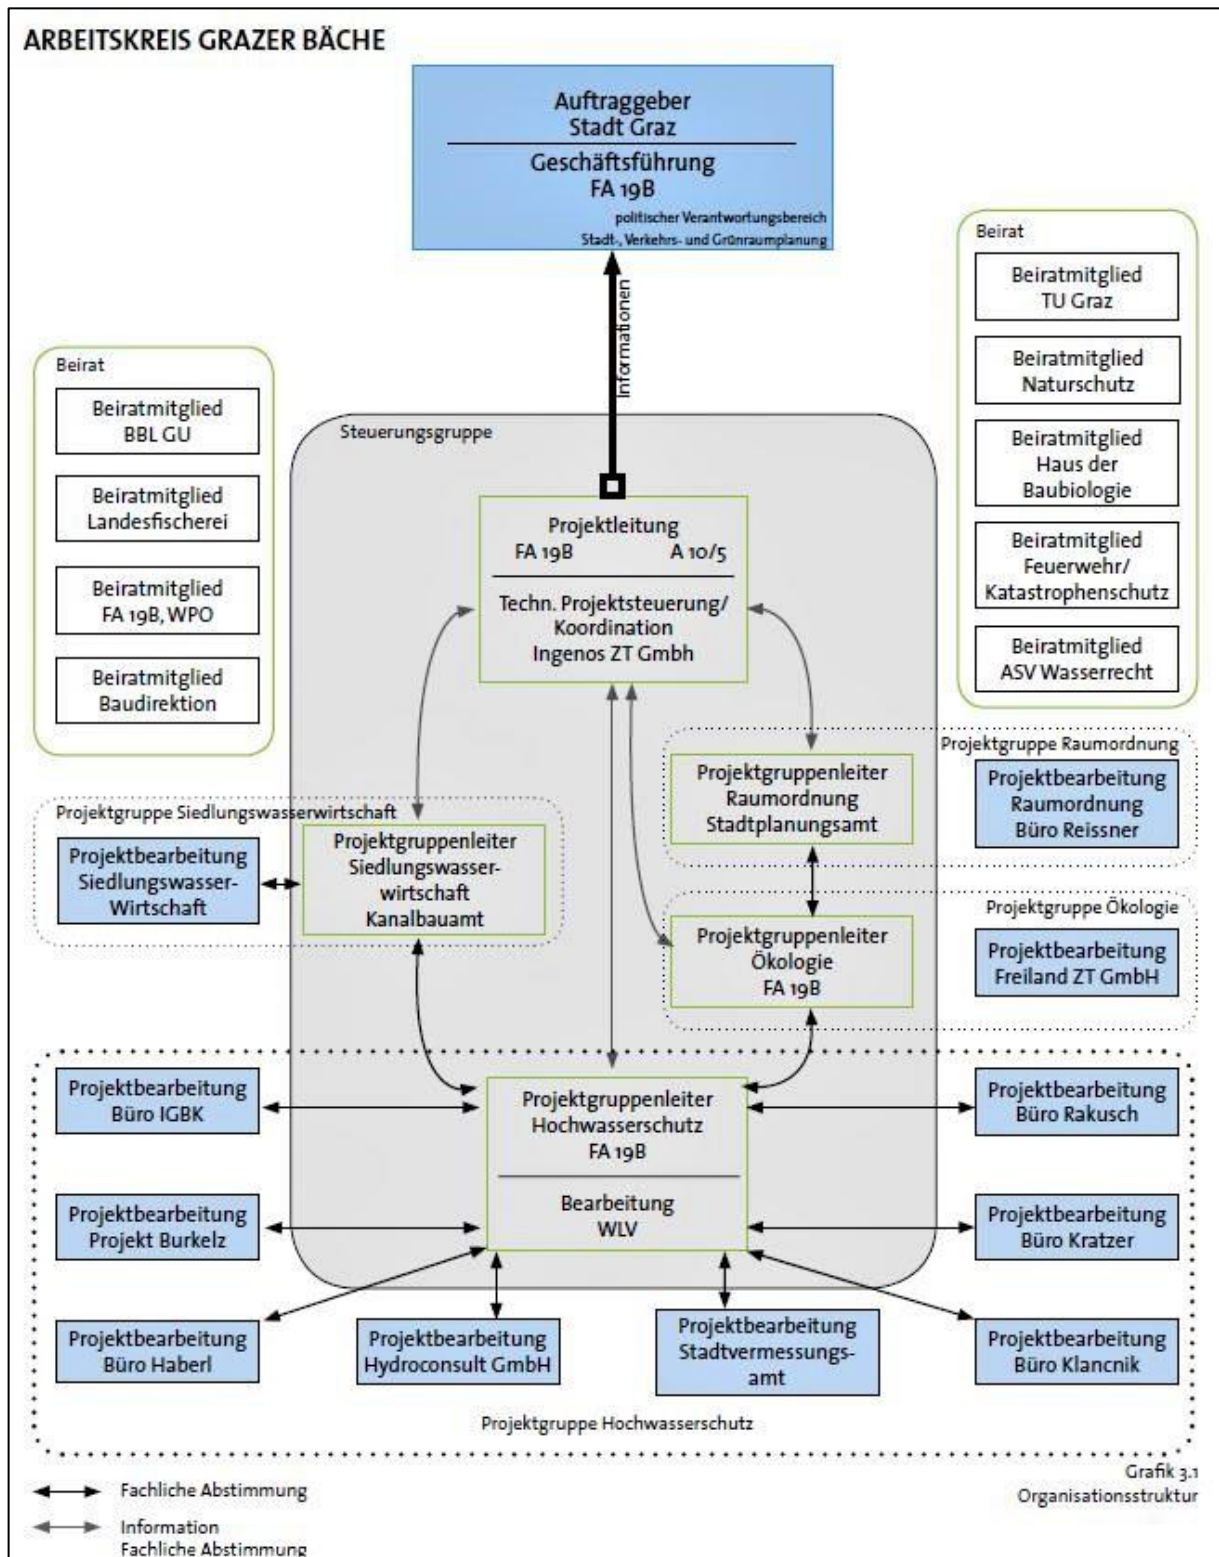 ARBEITSKREIS GRAZER BÄCHE
Auftraggeber
Stadt Graz
Geschäftsführung
FA 19B
politischer Verantwortungsbereich
Stadt-, Verkehrs- und Grünraumplanung
Informationen
Beirat
Beiratmitglied
TU Graz
Beiratmitglied
Naturschutz
Beiratmitglied
Haus der
Baubiologie
Beiratmitglied
Feuerwehr/
Katastrophenschutz
Beiratmitglied
ASV Wasserrecht
Beirat
Beiratmitglied
BBL GU
Beiratmitglied
Landesfischerei
Beiratmitglied
FA 19B, WPO
Beiratmitglied
Baudirektion
Steuerungsgruppe
Projektleitung
FA 19B A 10/5
Techn. Projektsteuerung/
Koordination
Ingenos ZT Gmbh
Projektgruppe Raumordnung
Projektgruppenleiter
Raumordnung
Stadtplanungsamt
Projektbearbeitung
Raumordnung
Büro Reissner
Projektgruppe Siedlungswasserwirtschaft
Projektbearbeitung
Siedlungswasser-
Wirtschaft
Projektgruppenleiter
Siedlungswasser-
wirtschaft
Kanalbauamt
Projektgruppe Ökologie
Projektgruppenleiter
Ökologie
FA 19B
Projektbearbeitung
Freiland ZT GmbH
Projektbearbeitung
Büro IGBK
Projektgruppenleiter
Hochwasserschutz
FA 19B
Bearbeitung
WLV
Projektbearbeitung
Büro Rakusch
Projektbearbeitung
Projekt Burkelz
Projektbearbeitung
Büro Kratzer
Projektbearbeitung
Büro Haberl
Projektbearbeitung
Hydroconsult GmbH
Projektbearbeitung
Stadtvermessungs-
amt
Projektbearbeitung
Büro Klancnik
Projektgruppe Hochwasserschutz
Grafik 3.1
Organisationsstruktur
Fachliche Abstimmung
Information
Fachliche Abstimmung